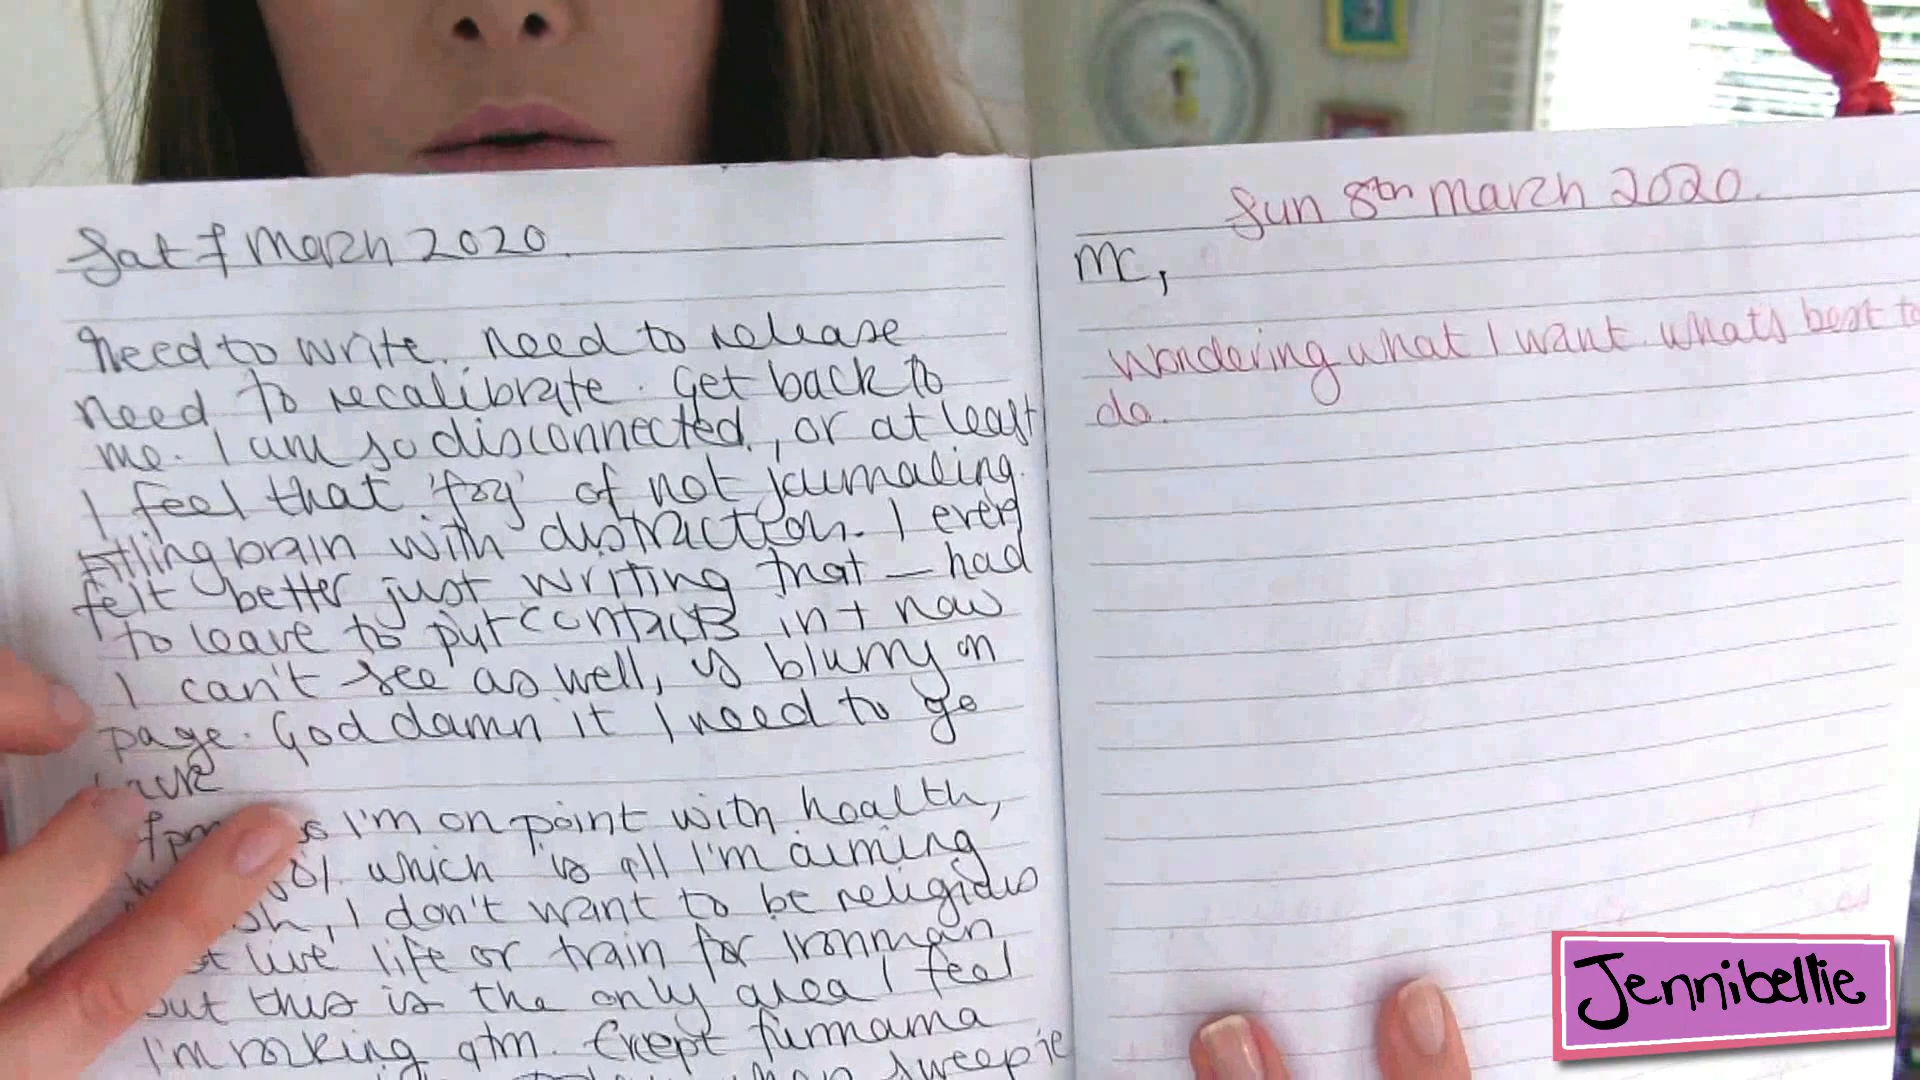 Sat 7 March 2020.
Need to write. Need to release
need to recalibrate. Get back to
me. I am so disconnected, or at least
I feel that 'fog' of not journaling.
Filling brain with distraction. I even
felt better just writing that — had
to leave to put contacts in + now
I can't see as well, is blurry on
page. God damn it I need to go
I'm on point with health,
which is all I'm aiming
I don't want to be religious
live life or train for Ironman
but this is the only area I feel
I'm rocking atm. Except furmama
sweepie
Sun 8th March 2020.
MC,
Wondering what I want. Whats best to
do.
Jennibellie